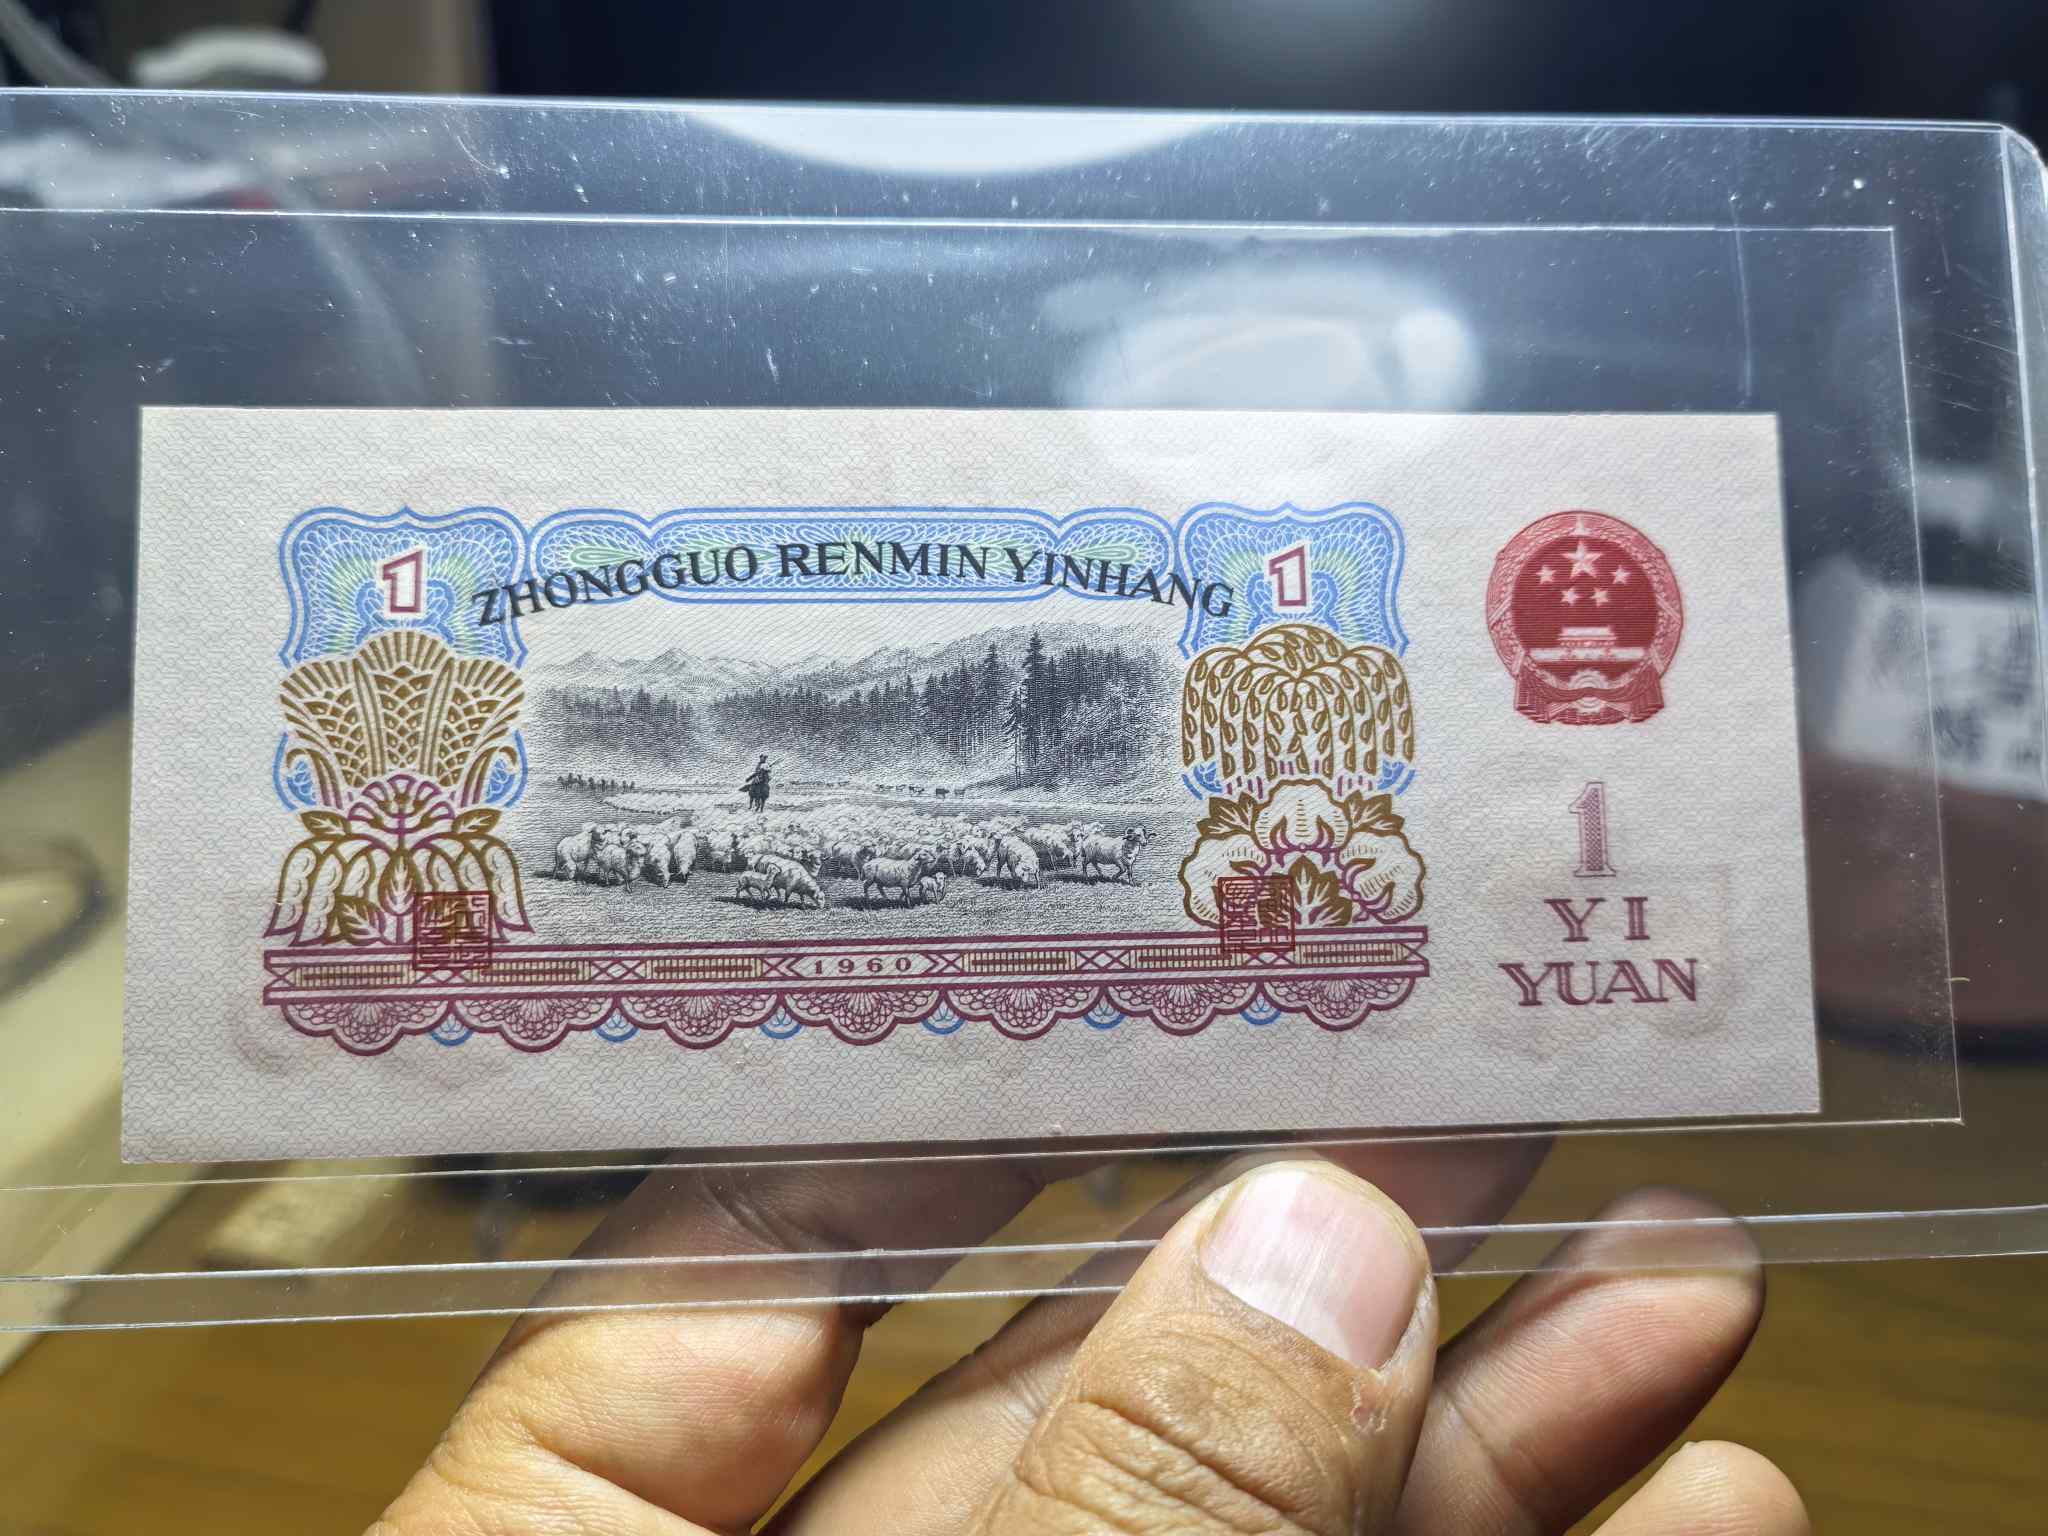 1
ZHONGGUO RENMIN YINHANG
1
1
YI
YUAN
1960